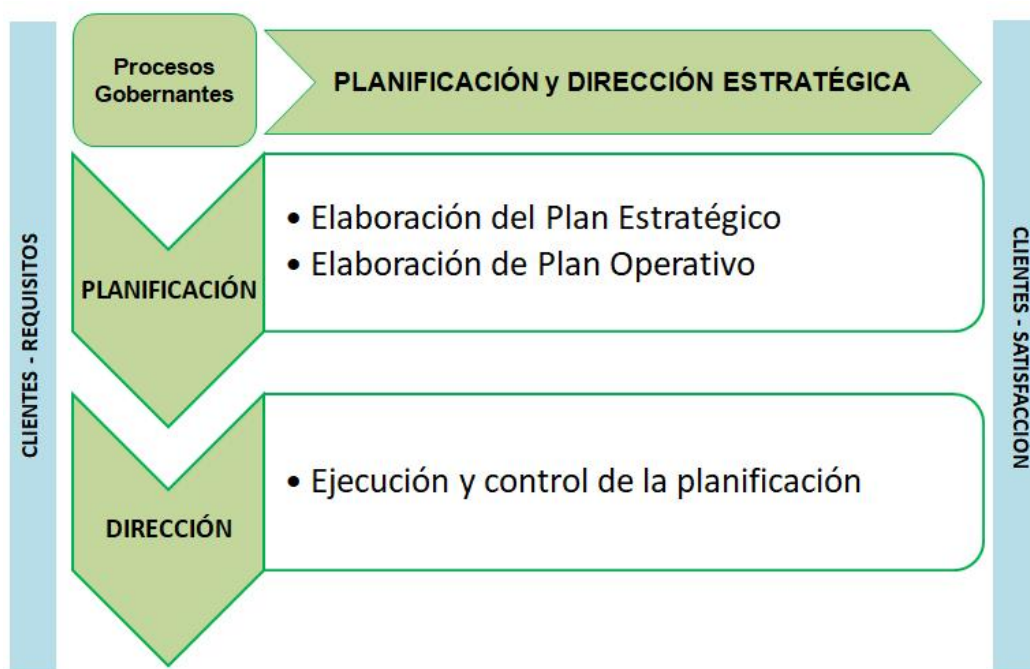 Procesos
Gobernantes
PLANIFICACIÓN y DIRECCIÓN ESTRATÉGICA
CLIENTES - REQUISITOS
PLANIFICACIÓN
• Elaboración del Plan Estratégico
• Elaboración de Plan Operativo
DIRECCIÓN
• Ejecución y control de la planificación
CLIENTES - SATISFACCION